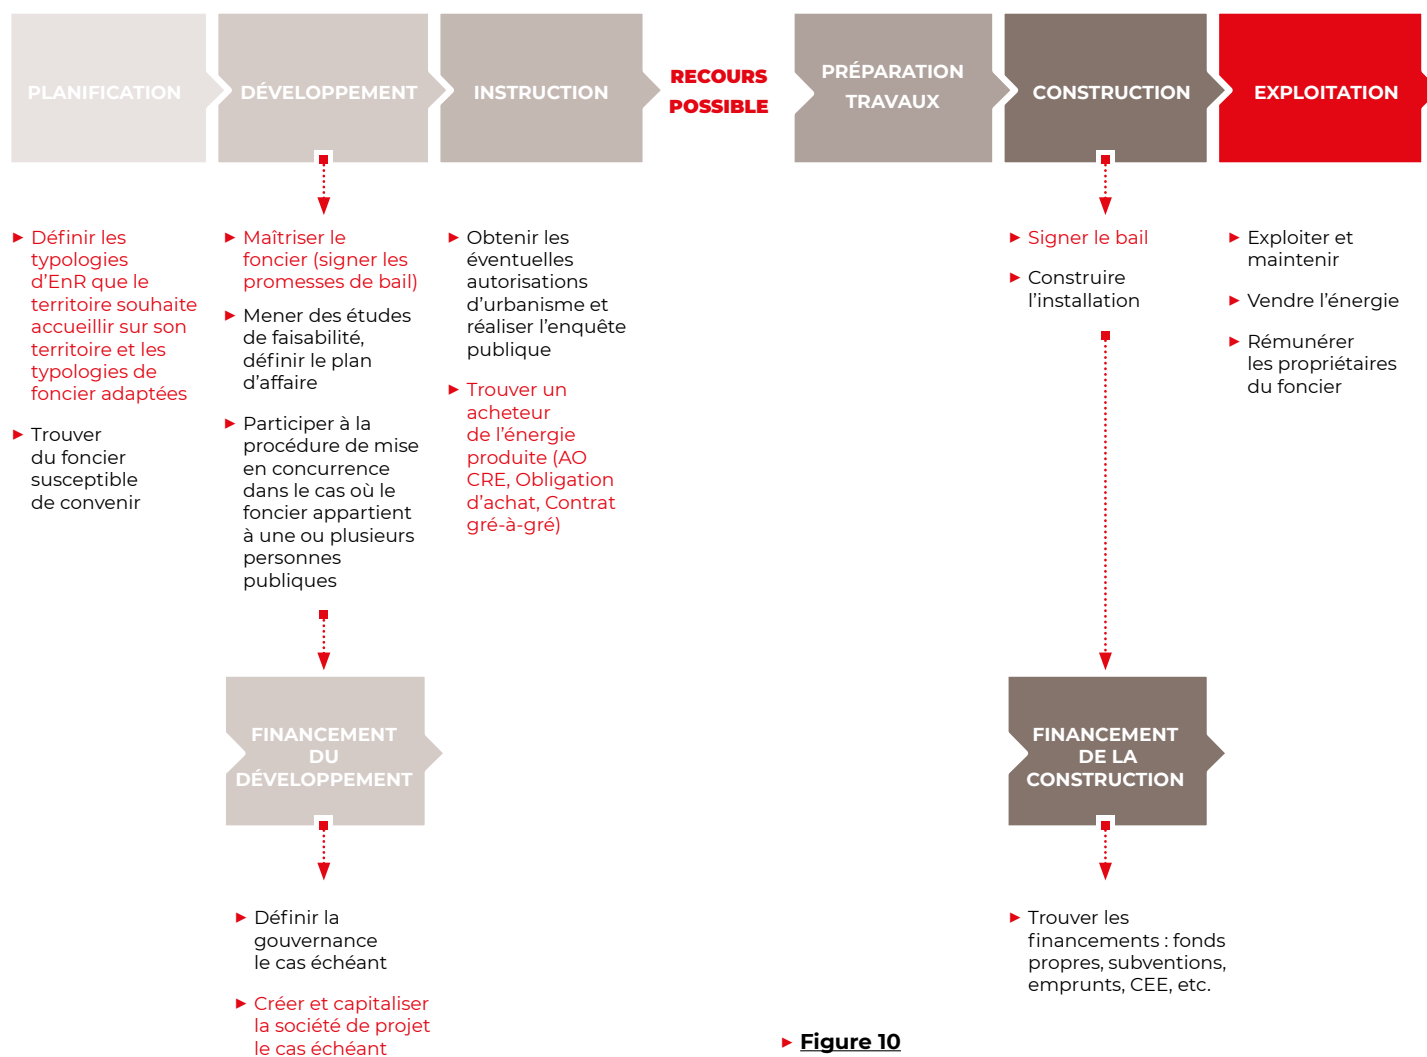 PLANIFICATION
DÉVELOPPEMENT
INSTRUCTION
RECOURS
POSSIBLE
PRÉPARATION
TRAVAUX
CONSTRUCTION
EXPLOITATION
► Définir les
typologies
d'EnR que le
territoire souhaite
accueillir sur son
territoire et les
typologies de
foncier adaptées
► Trouver
du foncier
susceptible
de convenir
► Maîtriser le
foncier (signer les
promesses de bail)
► Mener des études
de faisabilité,
définir le plan
d'affaire
► Participer à la
procédure de mise
en concurrence
dans le cas où le
foncier appartient
à une ou plusieurs
personnes
publiques
► Obtenir les
éventuelles
autorisations
d'urbanisme et
réaliser l'enquête
publique
► Trouver un
acheteur
de l'énergie
produite (AO
CRE, Obligation
d'achat, Contrat
gré-à-gré)
► Signer le bail
► Construire
l'installation
► Exploiter et
maintenir
► Vendre l'énergie
► Rémunérer
les propriétaires
du foncier
FINANCEMENT
DU
DÉVELOPPEMENT
FINANCEMENT
DE LA
CONSTRUCTION
► Définir la
gouvernance
le cas échéant
► Créer et capitaliser
la société de projet
le cas échéant
► Trouver les
financements : fonds
propres, subventions,
emprunts, CEE, etc.
► Figure 10